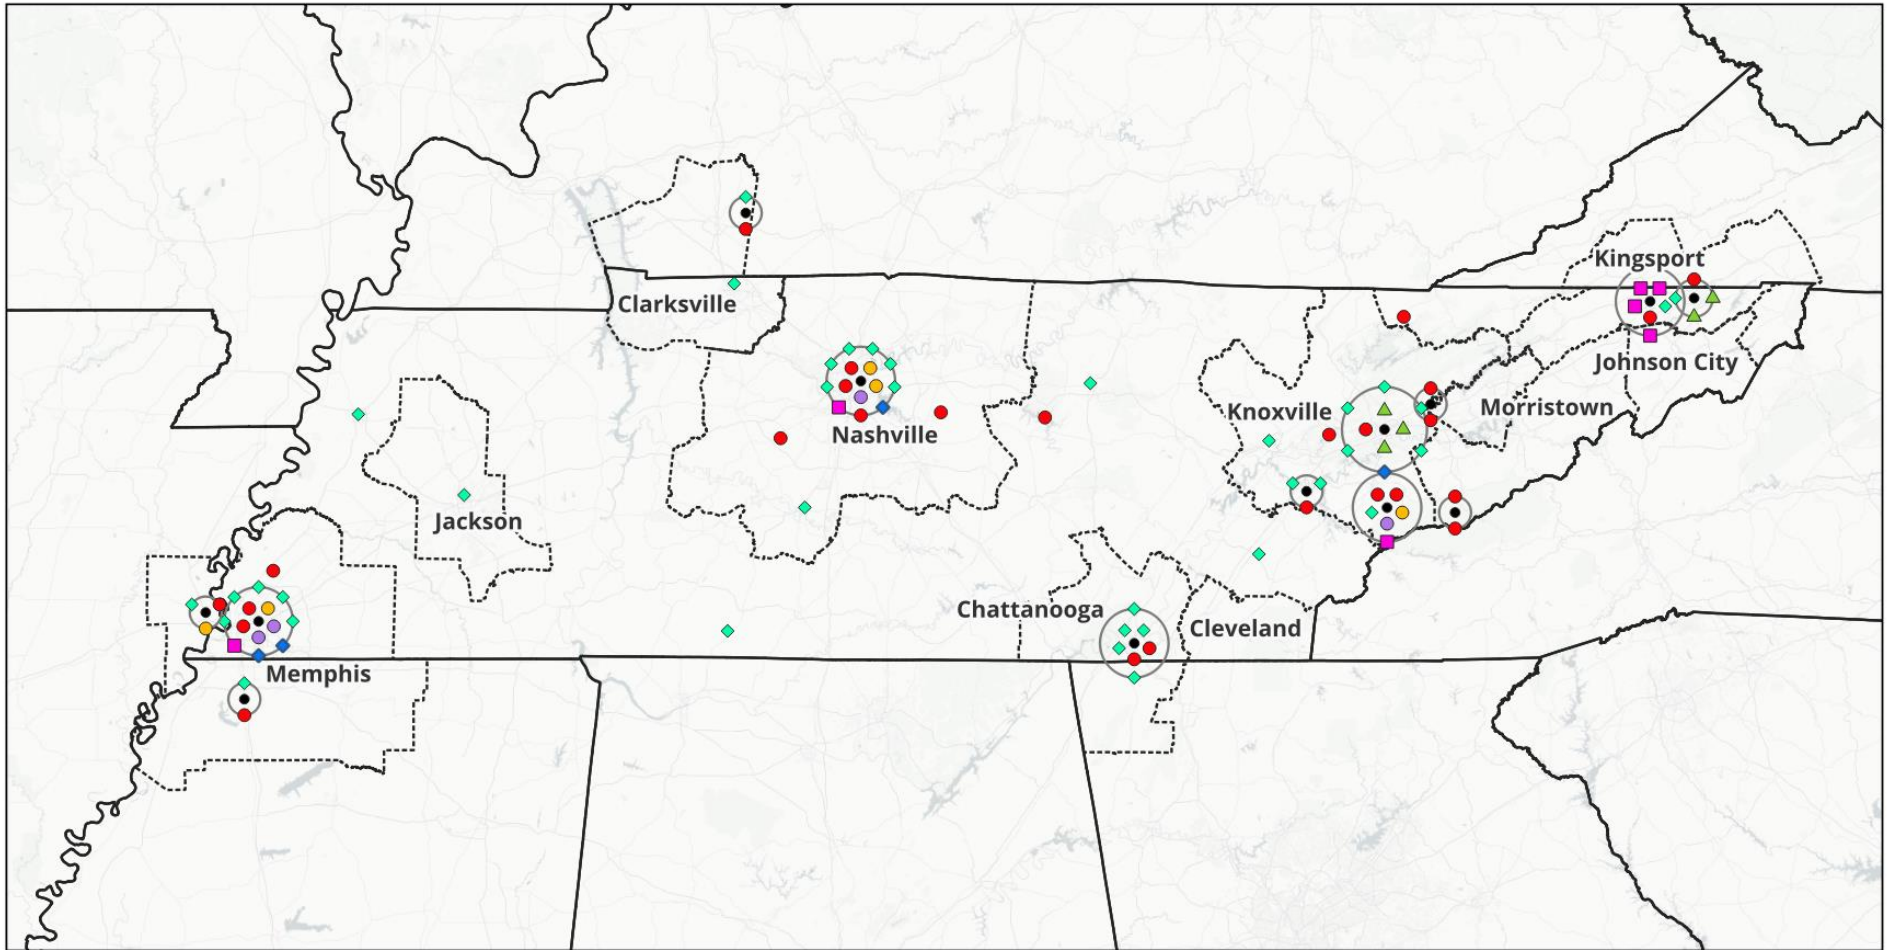 Kingsport
Clarksville
Johnson City
Knoxville
Morristown
Nashville
Jackson
Chattanooga
Cleveland
Memphis